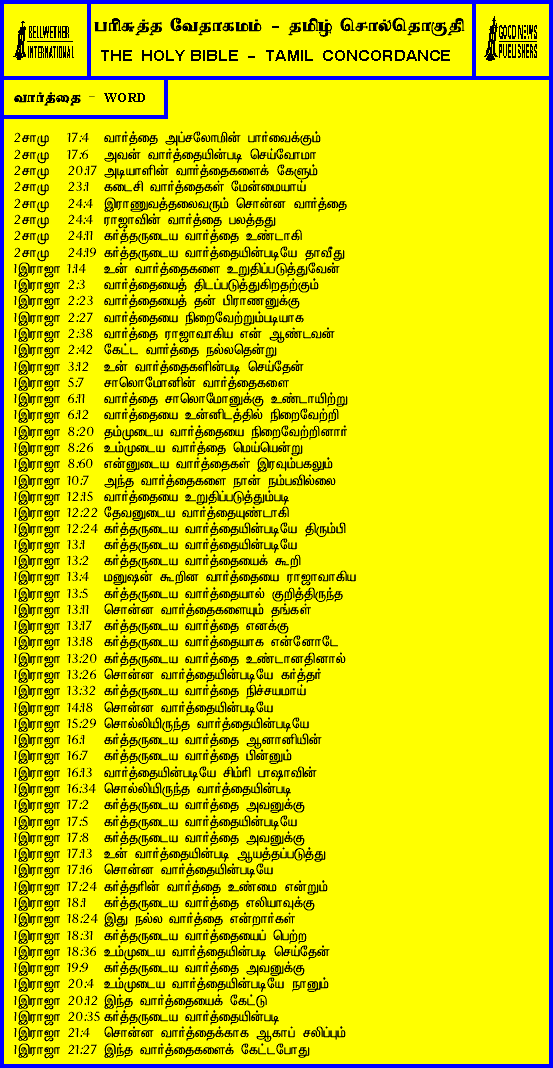 BELLWETHER
INTERNATIONAL
பரிசுத்த வேதாகமம் – தமிழ் சொல்தொகுதி
THE HOLY BIBLE – TAMIL CONCORDANCE
GOOD NEWS
PUBLISHERS
வார்த்தை – WORD
2சாமு 17:4 வார்த்தை அப்சலோமின் பார்வைக்கும்
2சாமு 17:6 அவன் வார்த்தையின்படி செய்வோமா
2சாமு 20:17 அடியாளின் வார்த்தைகளைக் கேளும்
2சாமு 23:1 கடைசி வார்த்தைகள் மேன்மையாய்
2சாமு 24:4 இராணுவத்தலைவரும் சொன்ன வார்த்தை
2சாமு 24:4 ராஜாவின் வார்த்தை பலத்தது
2சாமு 24:11 கர்த்தருடைய வார்த்தை உண்டாகி
2சாமு 24:19 கர்த்தருடைய வார்த்தையின்படியே தாவீது
1இராஜா 1:14 உன் வார்த்தைகளை உறுதிப்படுத்துவேன்
1இராஜா 2:3 வார்த்தையைத் திடப்படுத்துகிறதற்கும்
1இராஜா 2:23 வார்த்தையைத் தன் பிராணனுக்கு
1இராஜா 2:27 வார்த்தையை நிறைவேற்றும்படியாக
1இராஜா 2:38 வார்த்தை ராஜாவாகிய என் ஆண்டவன்
1இராஜா 2:42 கேட்ட வார்த்தை நல்லதென்று
1இராஜா 3:12 உன் வார்த்தைகளின்படி செய்தேன்
1இராஜா 5:7 சாலொமோனின் வார்த்தைகளை
1இராஜா 6:11 வார்த்தை சாலொமோனுக்கு உண்டாயிற்று
1இராஜா 6:12 வார்த்தையை உன்னிடத்தில் நிறைவேற்றி
1இராஜா 8:20 தம்முடைய வார்த்தையை நிறைவேற்றினார்
1இராஜா 8:26 உம்முடைய வார்த்தை மெய்யென்று
1இராஜா 8:60 என்னுடைய வார்த்தைகள் இரவும்பகலும்
1இராஜா 10:7 அந்த வார்த்தைகளை நான் நம்பவில்லை
1இராஜா 12:15 வார்த்தையை உறுதிப்படுத்தும்படி
1இராஜா 12:22 தேவனுடைய வார்த்தையுண்டாகி
1இராஜா 12:24 கர்த்தருடைய வார்த்தையின்படியே திரும்பி
1இராஜா 13:1 கர்த்தருடைய வார்த்தையின்படியே
1இராஜா 13:2 கர்த்தருடைய வார்த்தையைக் கூறி
1இராஜா 13:4 மனுஷன் கூறின வார்த்தையை ராஜாவாகிய
1இராஜா 13:5 கர்த்தருடைய வார்த்தையால் குறித்திருந்த
1இராஜா 13:11 சொன்ன வார்த்தைகளையும் தங்கள்
1இராஜா 13:17 கர்த்தருடைய வார்த்தை எனக்கு
1இராஜா 13:18 கர்த்தருடைய வார்த்தையாக என்னோடே
1இராஜா 13:20 கர்த்தருடைய வார்த்தை உண்டானதினால்
1இராஜா 13:26 சொன்ன வார்த்தையின்படியே கர்த்தர்
1இராஜா 13:32 கர்த்தருடைய வார்த்தை நிச்சயமாய்
1இராஜா 14:18 சொன்ன வார்த்தையின்படியே
1இராஜா 15:29 சொல்லியிருந்த வார்த்தையின்படியே
1இராஜா 16:1 கர்த்தருடைய வார்த்தை ஆனானியின்
1இராஜா 16:7 கர்த்தருடைய வார்த்தை பின்னும்
1இராஜா 16:13 வார்த்தையின்படியே சிம்ரி பாஷாவின்
1இராஜா 16:34 சொல்லியிருந்த வார்த்தையின்படி
1இராஜா 17:2 கர்த்தருடைய வார்த்தை அவனுக்கு
1இராஜா 17:5 கர்த்தருடைய வார்த்தையின்படியே
1இராஜா 17:8 கர்த்தருடைய வார்த்தை அவனுக்கு
1இராஜா 17:13 உன் வார்த்தையின்படி ஆயத்தப்படுத்து
1இராஜா 17:16 சொன்ன வார்த்தையின்படியே
1இராஜா 17:24 கர்த்தரின் வார்த்தை உண்மை என்றும்
1இராஜா 18:1 கர்த்தருடைய வார்த்தை எலியாவுக்கு
1இராஜா 18:24 இது நல்ல வார்த்தை என்றார்கள்
1இராஜா 18:31 கர்த்தருடைய வார்த்தையைப் பெற்ற
1இராஜா 18:36 உம்முடைய வார்த்தையின்படி செய்தேன்
1இராஜா 19:9 கர்த்தருடைய வார்த்தை அவனுக்கு
1இராஜா 20:4 உம்முடைய வார்த்தையின்படியே நானும்
1இராஜா 20:12 இந்த வார்த்தையைக் கேட்டு
1இராஜா 20:35 கர்த்தருடைய வார்த்தையின்படி
1இராஜா 21:4 சொன்ன வார்த்தைக்காக ஆகாப் சலிப்பும்
1இராஜா 21:27 இந்த வார்த்தைகளைக் கேட்டபோது